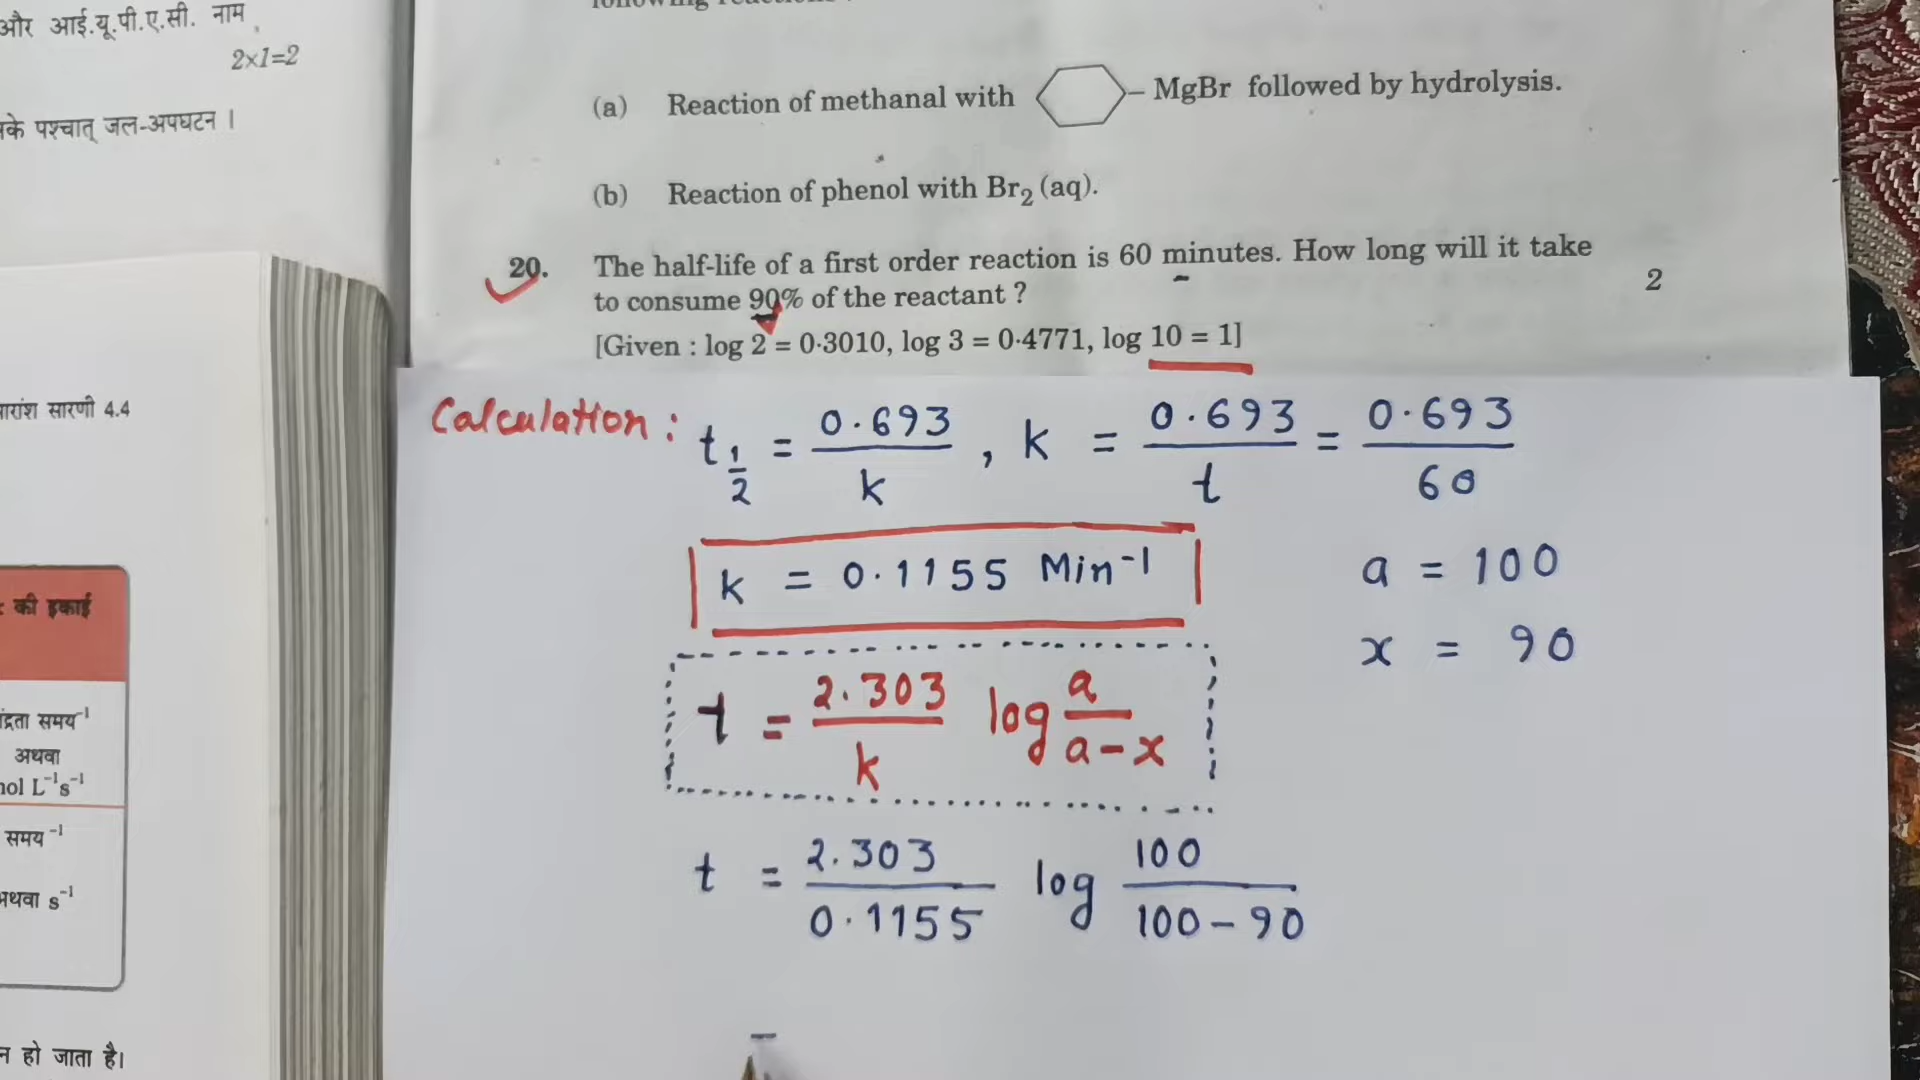 और आई.यू.पी.ए.सी. नाम
2×1=2
के पश्चात् जल-अपघटन ।
सारांश सारणी 4.4
की इकाई
समय⁻¹
अथवा
mol L⁻¹s⁻¹
समय ⁻¹
अथवा s⁻¹
हो जाता है।
following reactions :
(a) Reaction of methanal with – MgBr followed by hydrolysis.
(b) Reaction of phenol with Br₂ (aq).
20. The half-life of a first order reaction is 60 minutes. How long will it take
to consume 90% of the reactant ? 2
[Given : log 2 = 0·3010, log 3 = 0·4771, log 10 = 1]
Calculation : t 1/2 = 0.693/k , k = 0.693/t = 0.693/60
k = 0.1155 Min⁻¹
a = 100
x = 90
t = 2.303/k log a/a-x
t = 2.303/0.1155 log 100/100-90